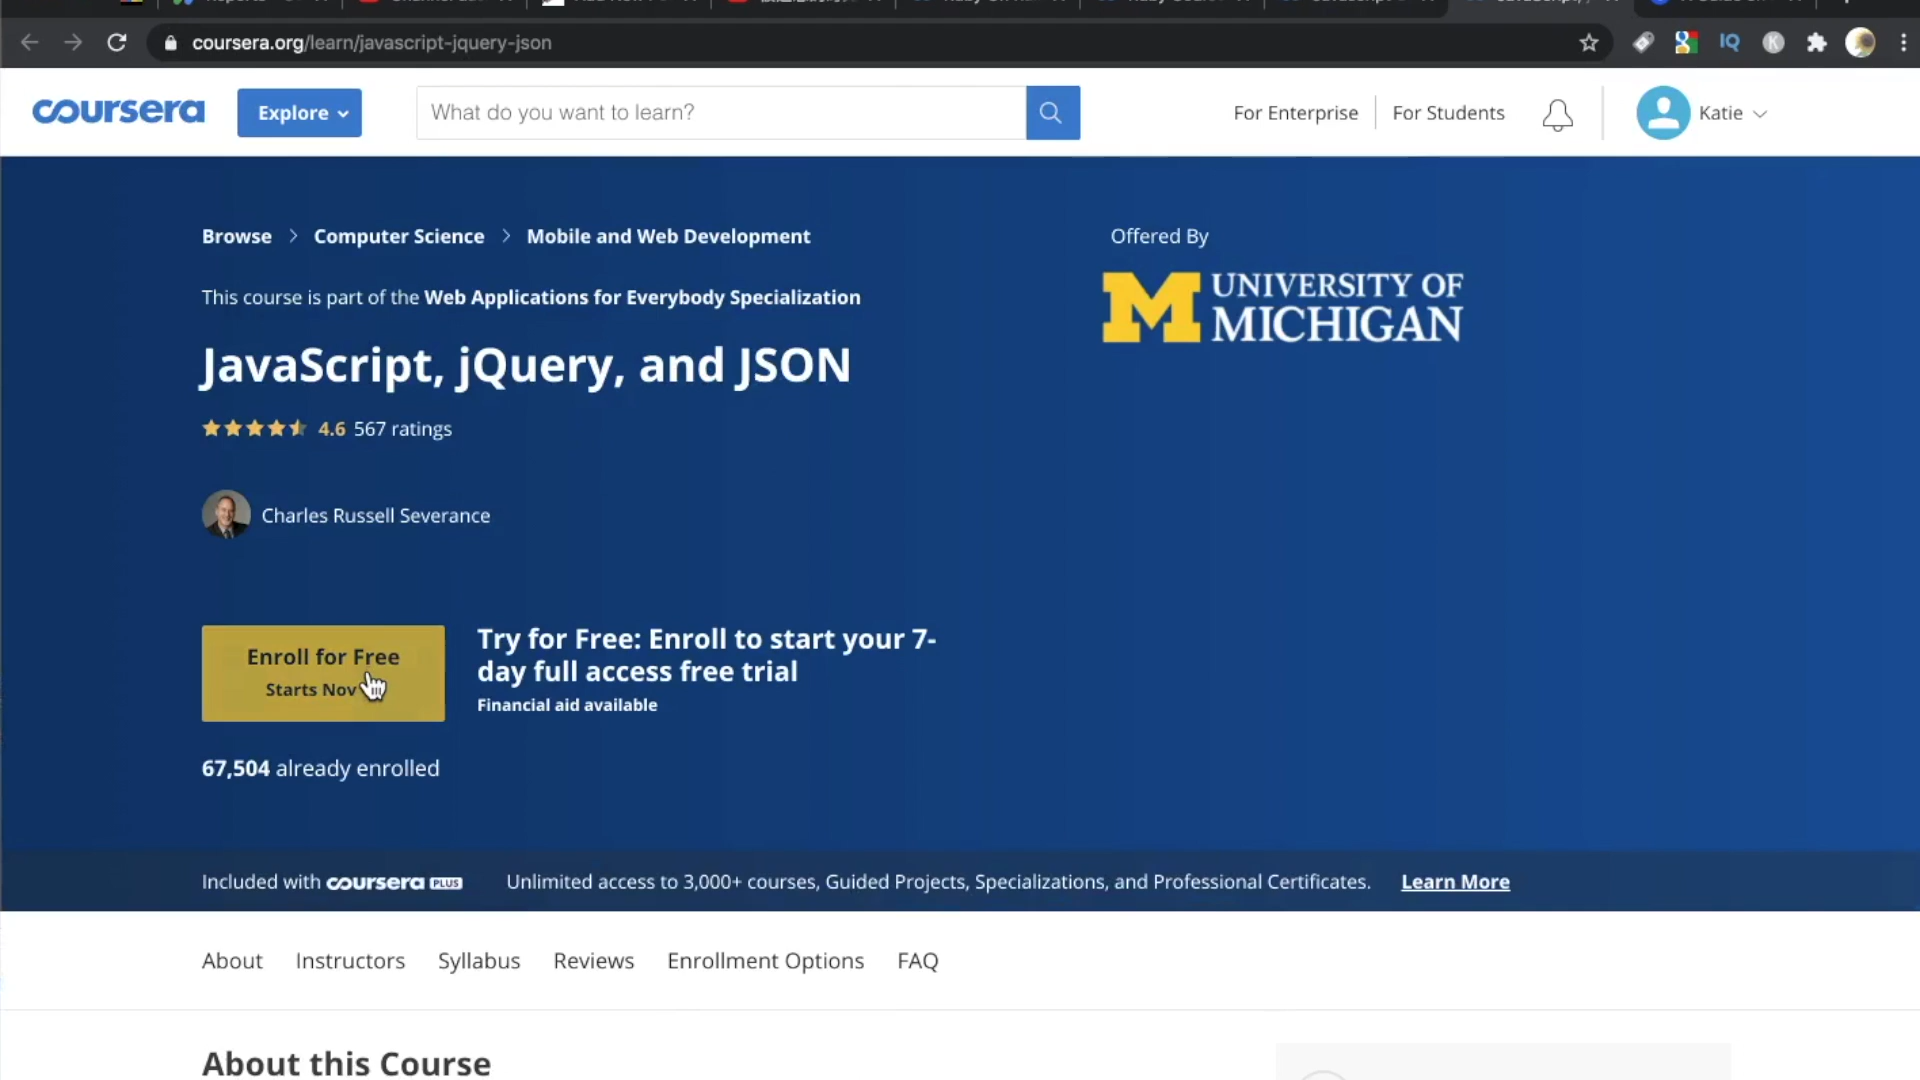 coursera.org/learn/javascript-jquery-json
IQ
K
coursera
Explore
What do you want to learn?
For Enterprise
For Students
Katie
Browse > Computer Science > Mobile and Web Development
Offered By
UNIVERSITY OF
MICHIGAN
This course is part of the Web Applications for Everybody Specialization
JavaScript, jQuery, and JSON
4.6 567 ratings
Charles Russell Severance
Enroll for Free
Starts Nov
Try for Free: Enroll to start your 7-
day full access free trial
Financial aid available
67,504 already enrolled
Included with coursera PLUS
Unlimited access to 3,000+ courses, Guided Projects, Specializations, and Professional Certificates.
Learn More
About
Instructors
Syllabus
Reviews
Enrollment Options
FAQ
About this Course